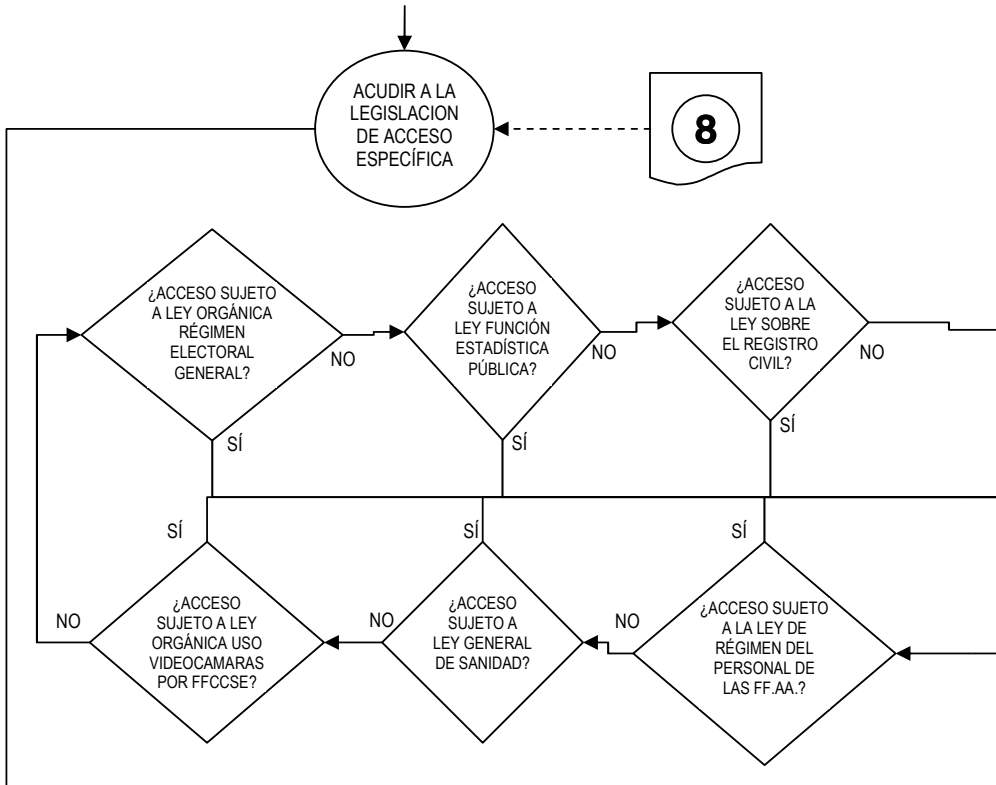 ACUDIR A LA
LEGISLACION
DE ACCESO
ESPECÍFICA
8
¿ACCESO SUJETO
A LEY ORGÁNICA
RÉGIMEN
ELECTORAL
GENERAL?
NO
SÍ
¿ACCESO
SUJETO A
LEY FUNCIÓN
ESTADÍSTICA
PÚBLICA?
NO
SÍ
¿ACCESO
SUJETO A LA
LEY SOBRE
EL REGISTRO
CIVIL?
NO
SÍ
SÍ
NO
¿ACCESO
SUJETO A LEY
ORGÁNICA USO
VIDEOCAMARAS
POR FFCCSE?
SÍ
NO
¿ACCESO
SUJETO A
LEY GENERAL
DE SANIDAD?
SÍ
NO
¿ACCESO SUJETO
A LA LEY DE
RÉGIMEN DEL
PERSONAL DE
LAS FF.AA.?